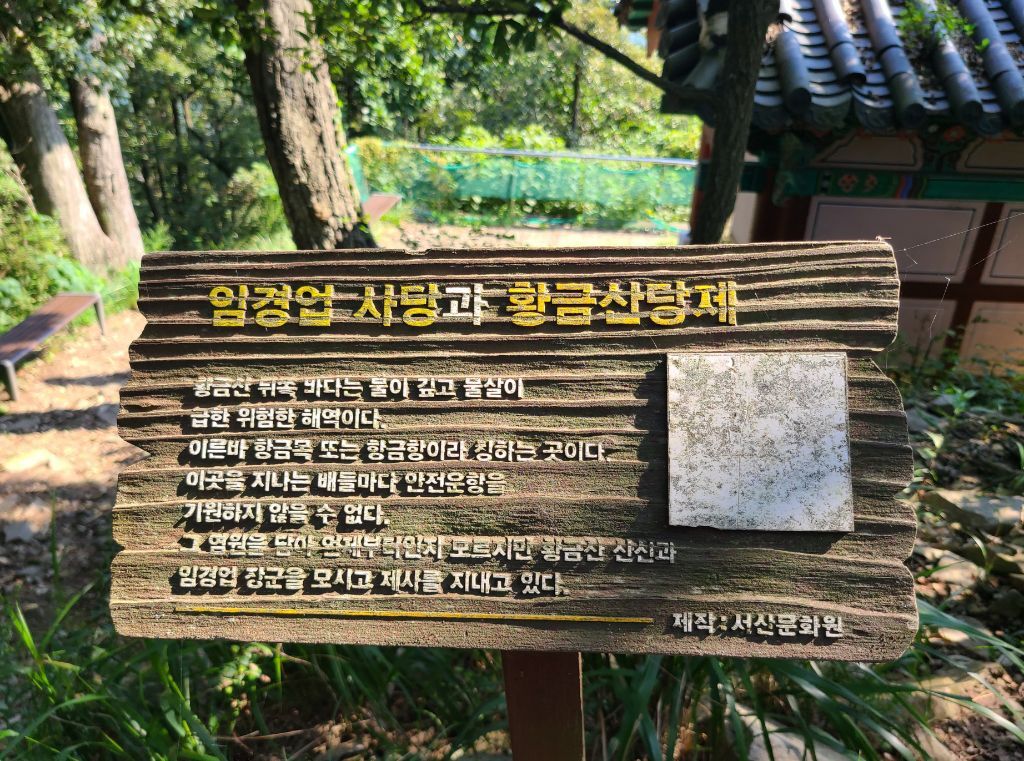 임경업 사당과 황금산당제
황금산 뒤쪽 바다는 물이 깊고 물살이
급한 위험한 해역이다.
이른바 항금목 또는 항금항이라 칭하는 곳이다.
이곳을 지나는 배들마다 안전운항을
기원하지 않을 수 없다.
그 염원을 담아 언제부터인지 모르지만 황금산 산신과
임경업 장군을 모시고 제사를 지내고 있다.
제작 : 서산문화원